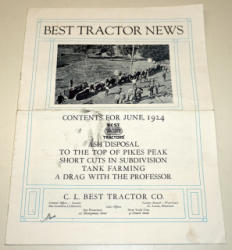 BEST TRACTOR NEWS
CONTENTS FOR JUNE, 1924
BEST
TRACTORS
ASH DISPOSAL
TO THE TOP OF PIKES PEAK
SHORT CUTS IN SUBDIVISION
TANK FARMING
A DRAG WITH THE PROFESSOR
C. L. BEST TRACTOR CO.